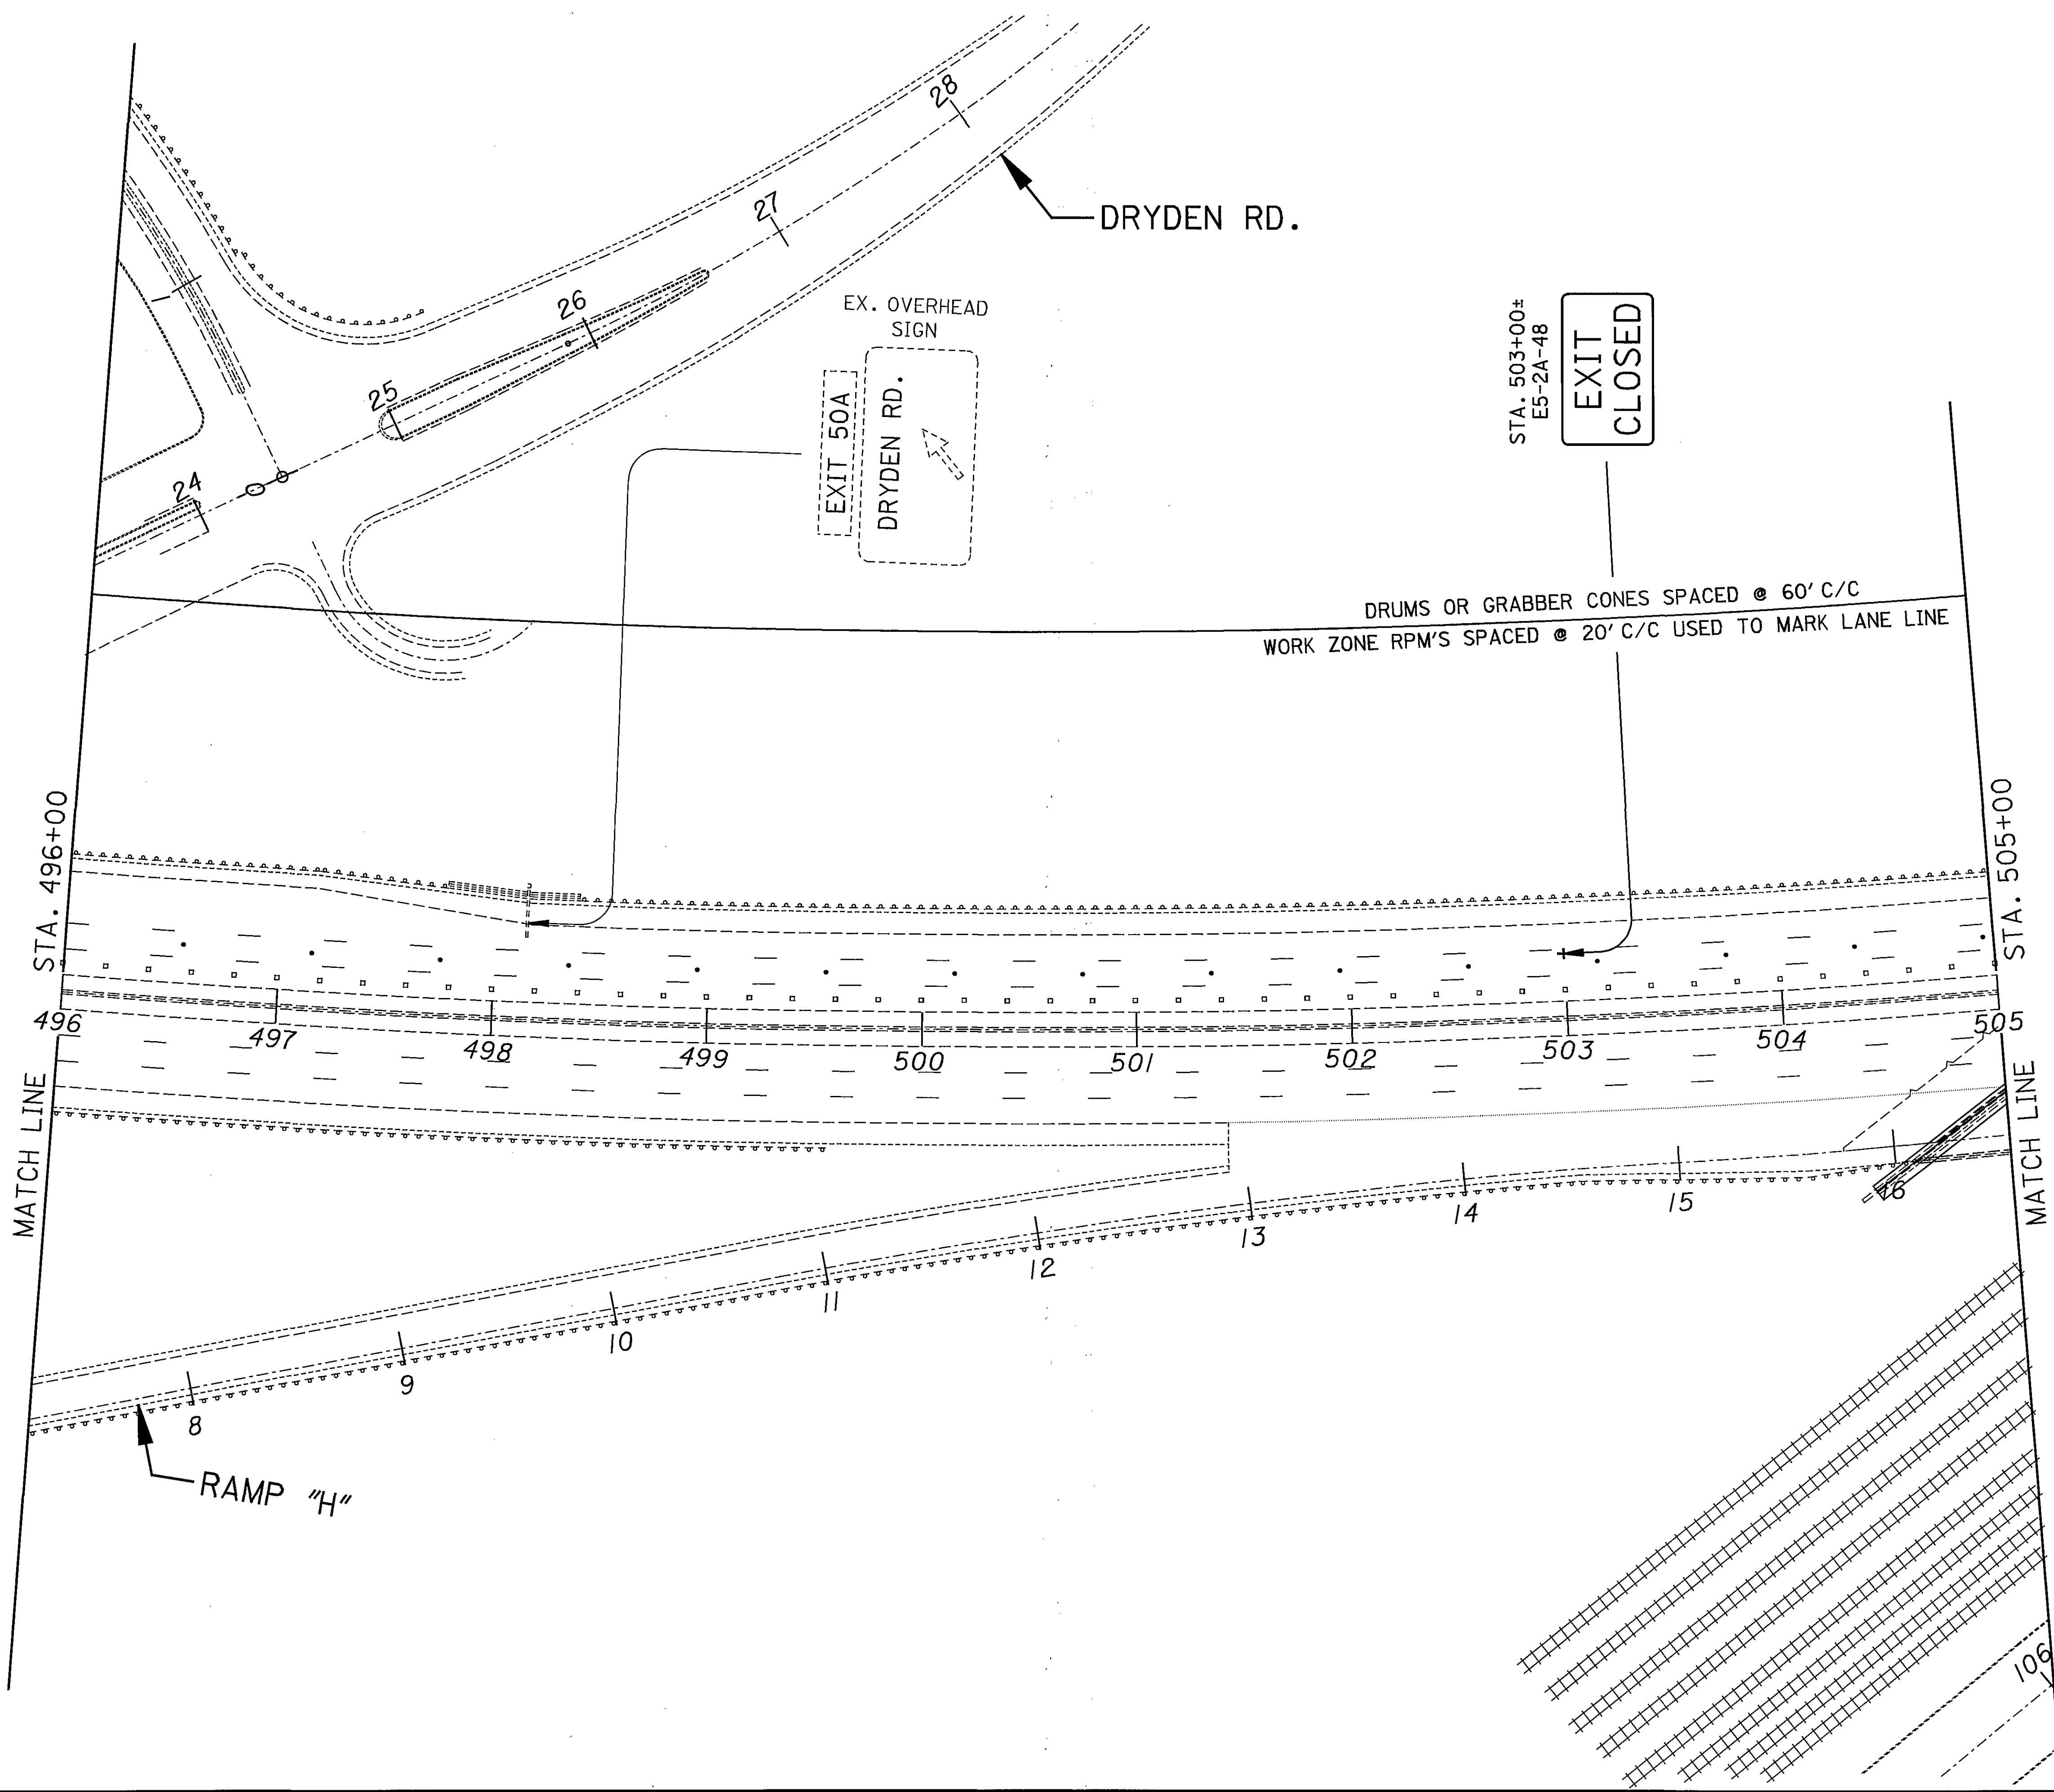 28
DRYDEN RD.
27
26
EX. OVERHEAD
SIGN
EXIT 50A
DRYDEN RD.
STA. 503+00±
E5-2A-48
EXIT
CLOSED
25
24
DRUMS OR GRABBER CONES SPACED @ 60' C/C
WORK ZONE RPM'S SPACED @ 20' C/C USED TO MARK LANE LINE
MATCH LINE STA. 496+00
MATCH LINE STA. 505+00
496
497
498
499
500
501
502
503
504
505
8
9
10
11
12
13
14
15
16
RAMP "H"
106